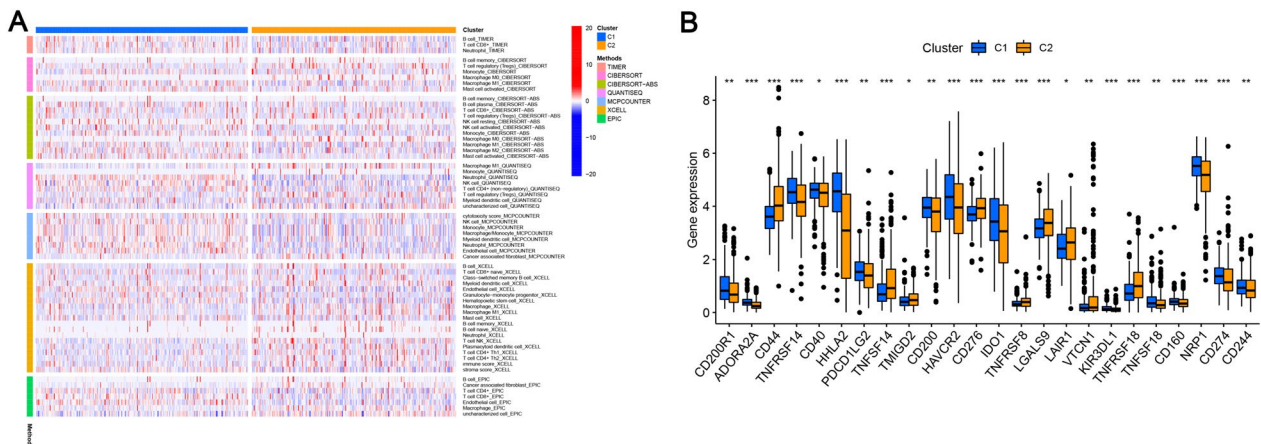 A
Cluster
B cell_TIMER
T cell CD8+_TIMER
Neutrophil_TIMER
B cell memory_CIBERSORT
T cell regulatory (Tregs)_CIBERSORT
Monocyte_CIBERSORT
Macrophage M0_CIBERSORT
Macrophage M1_CIBERSORT
Mast cell activated_CIBERSORT
B cell memory_CIBERSORT-ABS
B cell plasma_CIBERSORT-ABS
T cell CD8+_CIBERSORT-ABS
T cell regulatory (Tregs)_CIBERSORT-ABS
NK cell resting_CIBERSORT-ABS
NK cell activated_CIBERSORT-ABS
Monocyte_CIBERSORT-ABS
Macrophage M0_CIBERSORT-ABS
Macrophage M1_CIBERSORT-ABS
Macrophage M2_CIBERSORT-ABS
Mast cell activated_CIBERSORT-ABS
Macrophage M1_QUANTISEQ
Monocyte_QUANTISEQ
Neutrophil_QUANTISEQ
NK cell_QUANTISEQ
T cell CD4+ (non-regulatory)_QUANTISEQ
T cell regulatory (Tregs)_QUANTISEQ
Myeloid dendritic cell_QUANTISEQ
uncharacterized cell_QUANTISEQ
cytotoxicity score_MCPCOUNTER
NK cell_MCPCOUNTER
Monocyte_MCPCOUNTER
Macrophage/Monocyte_MCPCOUNTER
Myeloid dendritic cell_MCPCOUNTER
Neutrophil_MCPCOUNTER
Endothelial cell_MCPCOUNTER
Cancer associated fibroblast_MCPCOUNTER
B cell_XCELL
T cell CD8+ naive_XCELL
Class-switched memory B cell_XCELL
Myeloid dendritic cell_XCELL
Endothelial cell_XCELL
Granulocyte-monocyte progenitor_XCELL
Hematopoietic stem cell_XCELL
Macrophage_XCELL
Macrophage M1_XCELL
Mast cell_XCELL
B cell memory_XCELL
B cell naive_XCELL
Neutrophil_XCELL
T cell NK_XCELL
Plasmacytoid dendritic cell_XCELL
T cell CD4+ Th1_XCELL
T cell CD4+ Th2_XCELL
immune score_XCELL
stroma score_XCELL
B cell_EPIC
Cancer associated fibroblast_EPIC
T cell CD4+_EPIC
T cell CD8+_EPIC
Endothelial cell_EPIC
Macrophage_EPIC
uncharacterized cell_EPIC
20
10
0
−10
−20
Cluster
C1
C2
Methods
TIMER
CIBERSORT
CIBERSORT-ABS
QUANTISEQ
MCPCOUNTER
XCELL
EPIC
B
Cluster C1 C2
** *** *** *** * *** ** *** ** ** *** *** *** *** ** * ** *** *** ** *** *** *** **
Gene expression
8
6
4
2
0
CD200R1
ADORA2A
CD44
TNFRSF14
CD40
HHLA2
PDCD1LG2
TNFSF14
TMIGD2
CD200
HAVCR2
CD276
IDO1
TNFRSF8
LGALS9
LAIR1
VTCN1
KIR3DL1
TNFRSF18
TNFSF18
CD160
NRP1
CD274
CD244